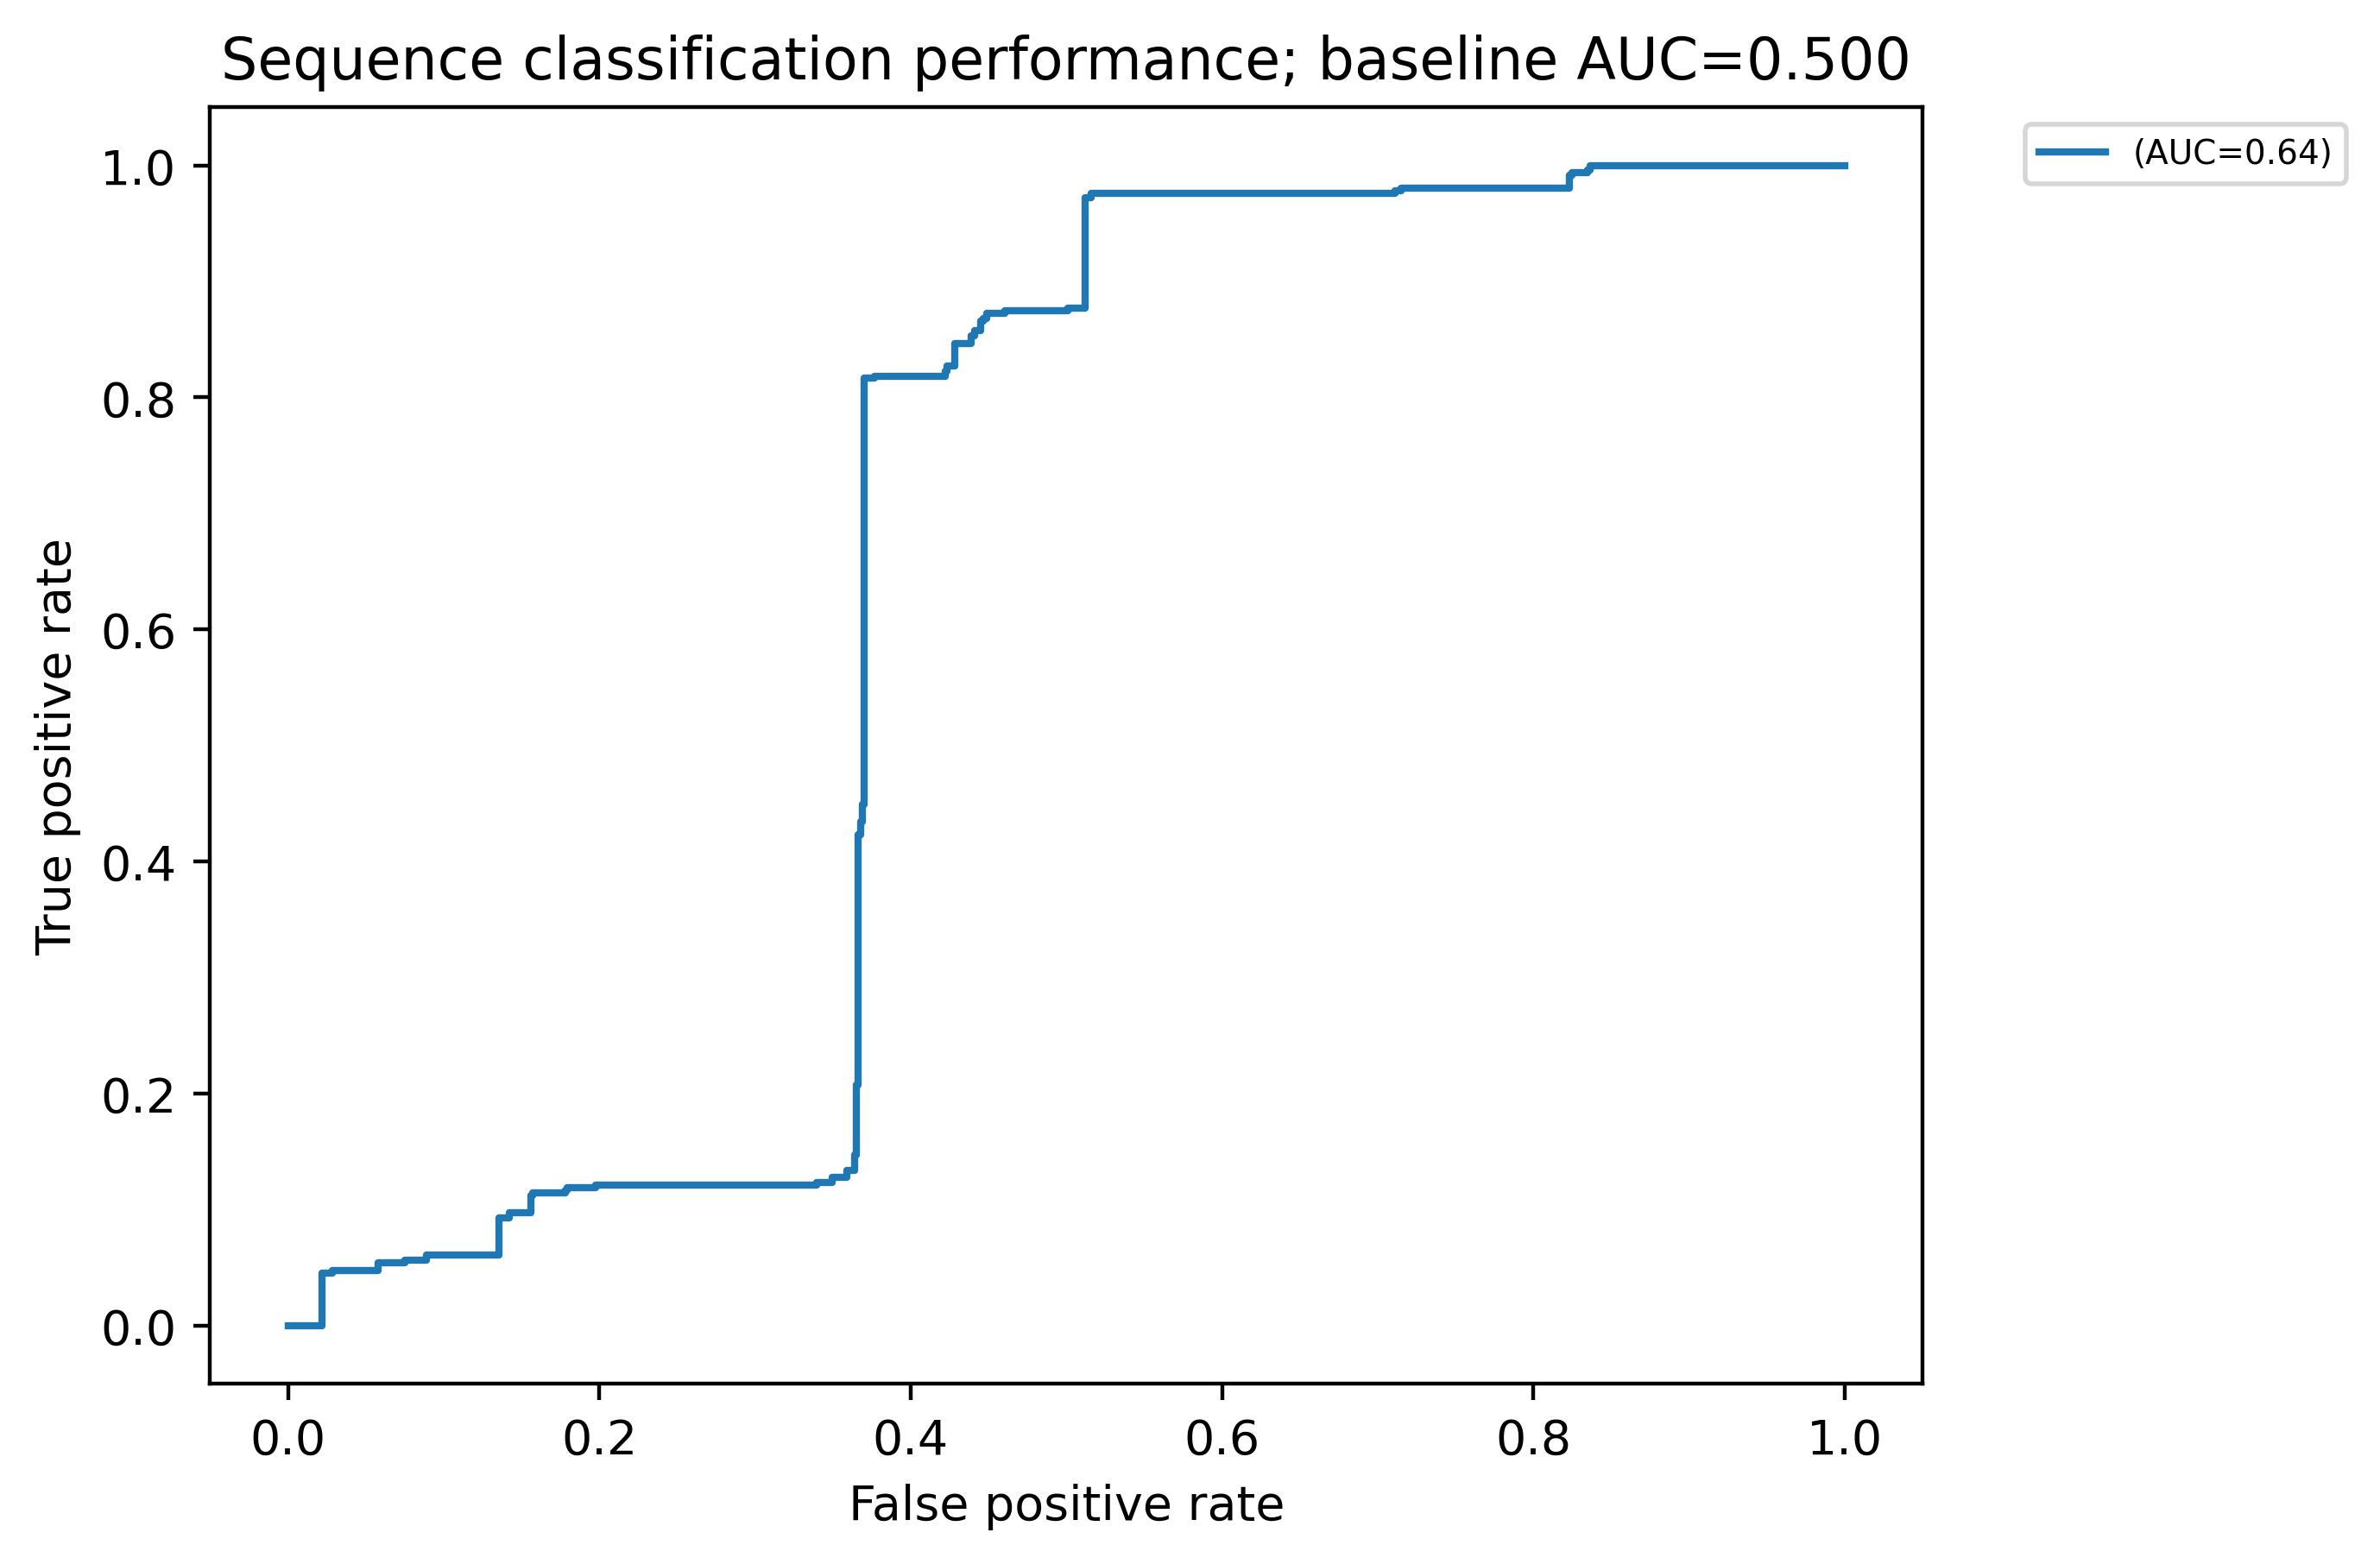 Sequence classification performance; baseline AUC=0.500
(AUC=0.64)
True positive rate
1.0
0.8
0.6
0.4
0.2
0.0
0.0 0.2 0.4 0.6 0.8 1.0
False positive rate